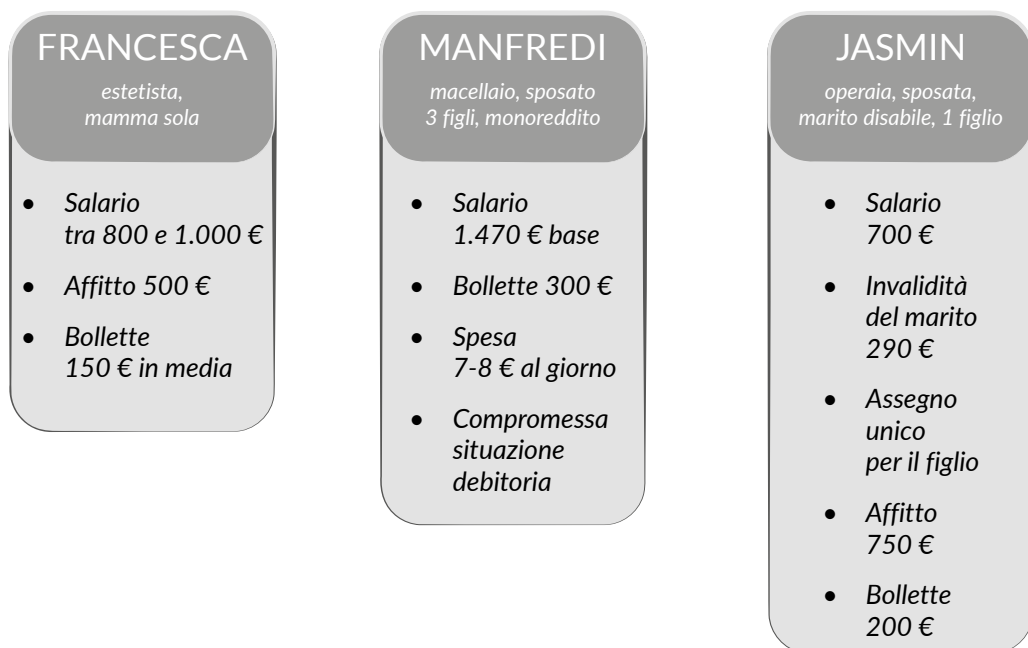 FRANCESCA
estetista,
mamma sola
• Salario
tra 800 e 1.000 €
• Affitto 500 €
• Bollette
150 € in media
MANFREDI
macellaio, sposato
3 figli, monoreddito
• Salario
1.470 € base
• Bollette 300 €
• Spesa
7-8 € al giorno
• Compromessa
situazione
debitoria
JASMIN
operaia, sposata,
marito disabile, 1 figlio
• Salario
700 €
• Invalidità
del marito
290 €
• Assegno
unico
per il figlio
• Affitto
750 €
• Bollette
200 €